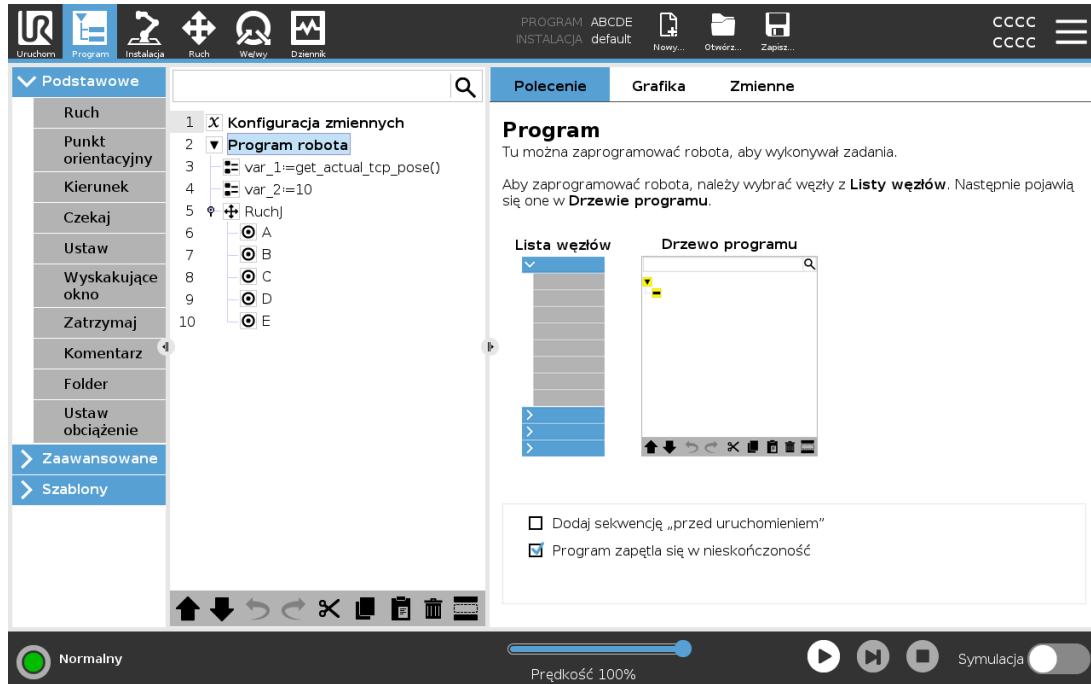 UR
PROGRAM ABCDE
INSTALACJA default
CCCC
CCCC
Uruchom
Program
Instalacja
Ruch
We/wy
Dziennik
Nowy...
Otwórz...
Zapisz...
Podstawowe
Ruch
Punkt
orientacyjny
Kierunek
Czekaj
Ustaw
Wyskakujące
okno
Zatrzymaj
Komentarz
Folder
Ustaw
obciążenie
Zaawansowane
Szablony
1 X Konfiguracja zmiennych
2 Program robota
3 var_1:=get_actual_tcp_pose()
4 var_2:=10
5 RuchJ
6 A
7 B
8 C
9 D
10 E
Polecenie Grafika Zmienne
Program
Tu można zaprogramować robota, aby wykonywał zadania.
Aby zaprogramować robota, należy wybrać węzły z Listy węzłów. Następnie pojawią
się one w Drzewie programu.
Lista węzłów
Drzewo programu
Dodaj sekwencję „przed uruchomieniem”
Program zapętla się w nieskończoność
Normalny
Prędkość 100%
Symulacja